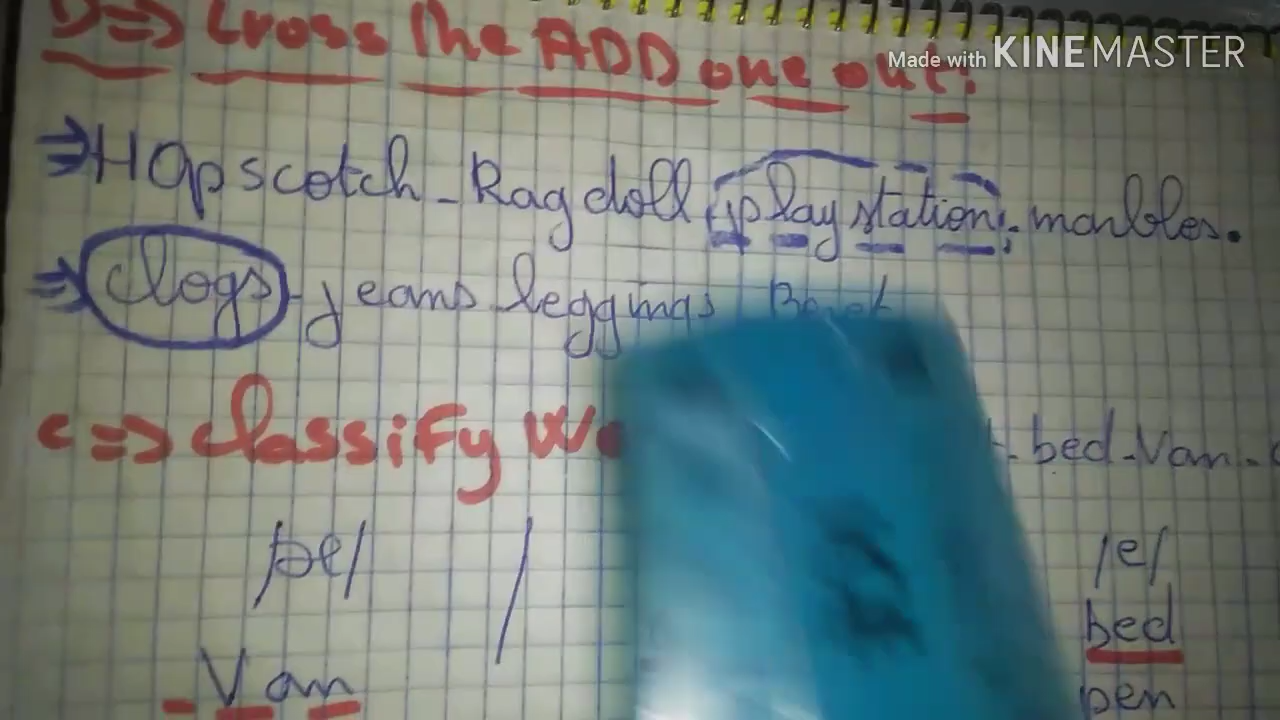 Made with KINEMASTER
D=> Cross the ADD one out:
=> Hopscotch - Rag doll (play station). marbles.
=> clogs - jeans leggings
c=> classify
bed - Van -
/æ/ /
/e/
bed
Van
pen